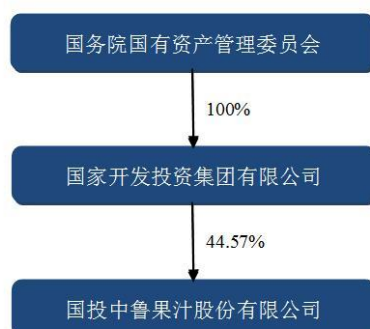 国务院国有资产管理委员会
100%
国家开发投资集团有限公司
44.57%
国投中鲁果汁股份有限公司